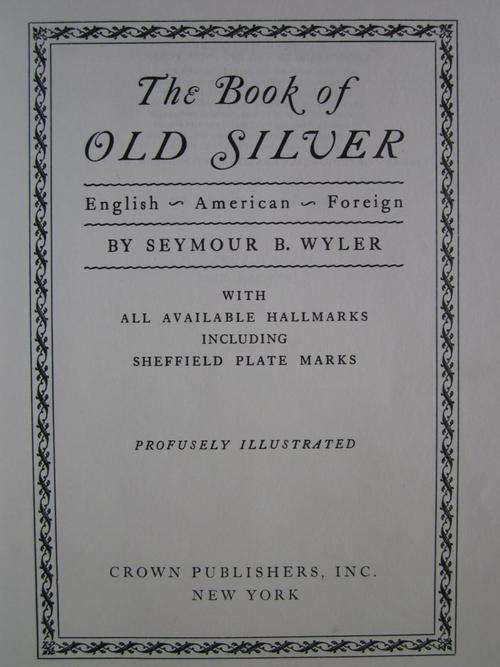 The Book of
OLD SILVER
English ~ American ~ Foreign
BY SEYMOUR B. WYLER
WITH
ALL AVAILABLE HALLMARKS
INCLUDING
SHEFFIELD PLATE MARKS
PROFUSELY ILLUSTRATED
CROWN PUBLISHERS, INC.
NEW YORK